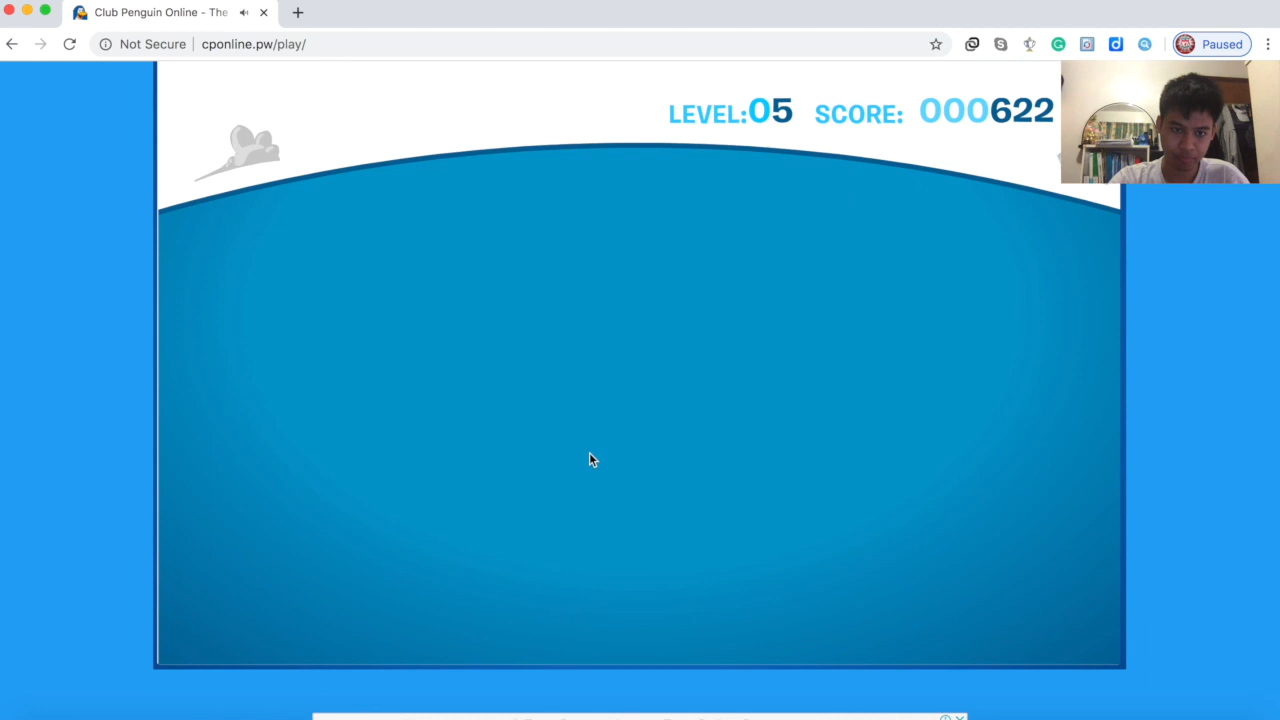 Club Penguin Online - The
Not Secure
cponline.pw/play/
Paused
LEVEL:05 SCORE: 000622